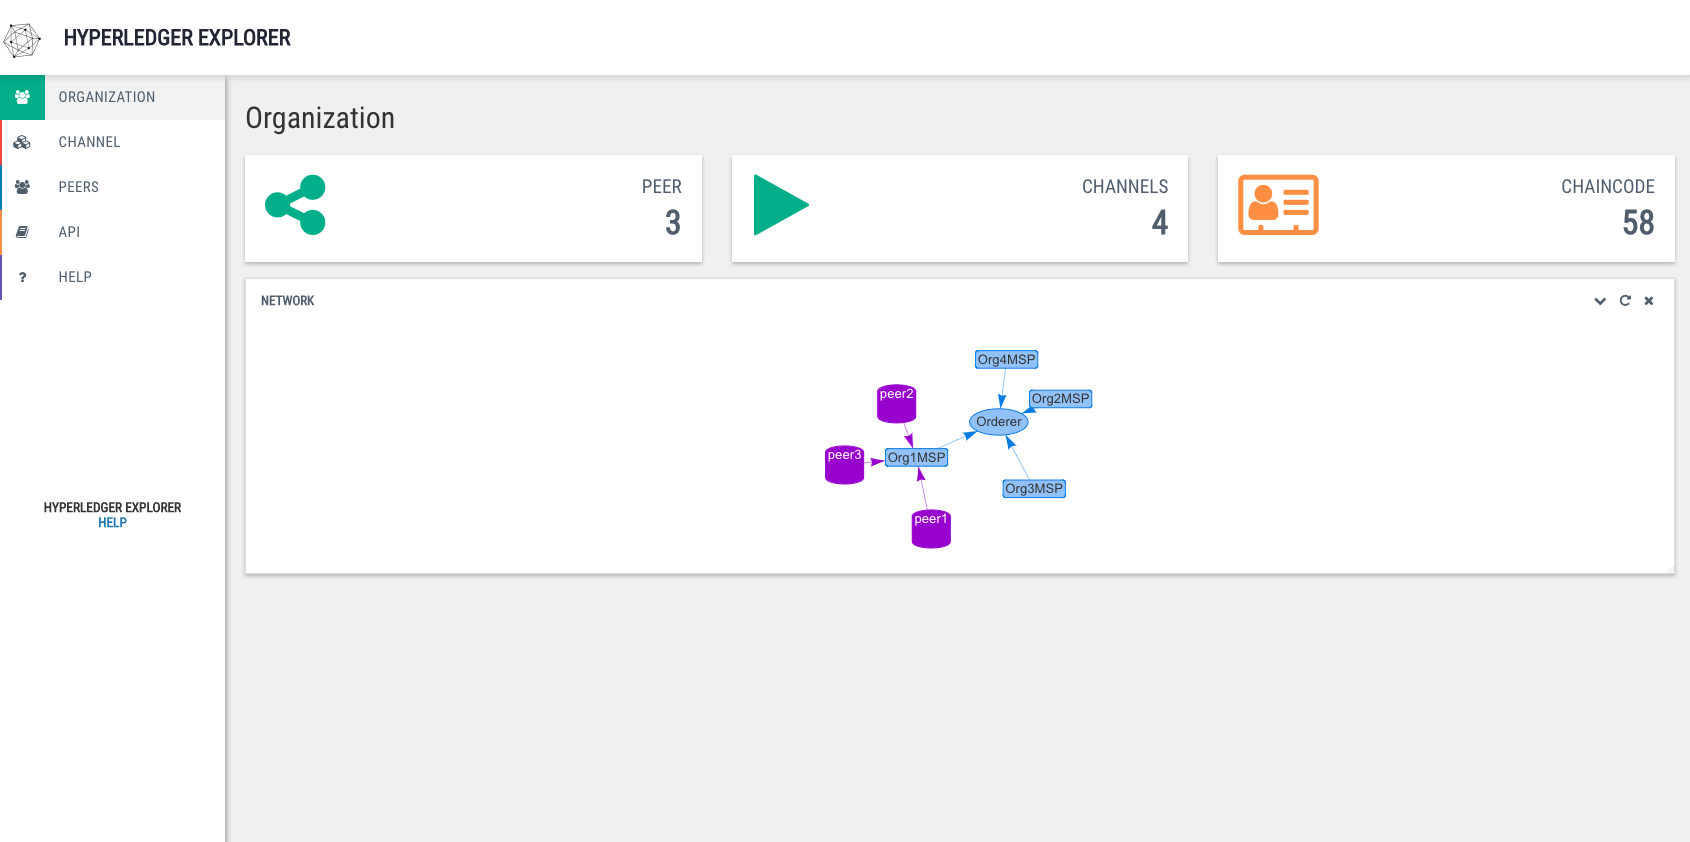 HYPERLEDGER EXPLORER
ORGANIZATION
CHANNEL
PEERS
API
? HELP
HYPERLEDGER EXPLORER
HELP
Organization
PEER
3
CHANNELS
4
CHAINCODE
58
NETWORK
Org4MSP
peer2
Org2MSP
Orderer
peer3
Org1MSP
Org3MSP
peer1